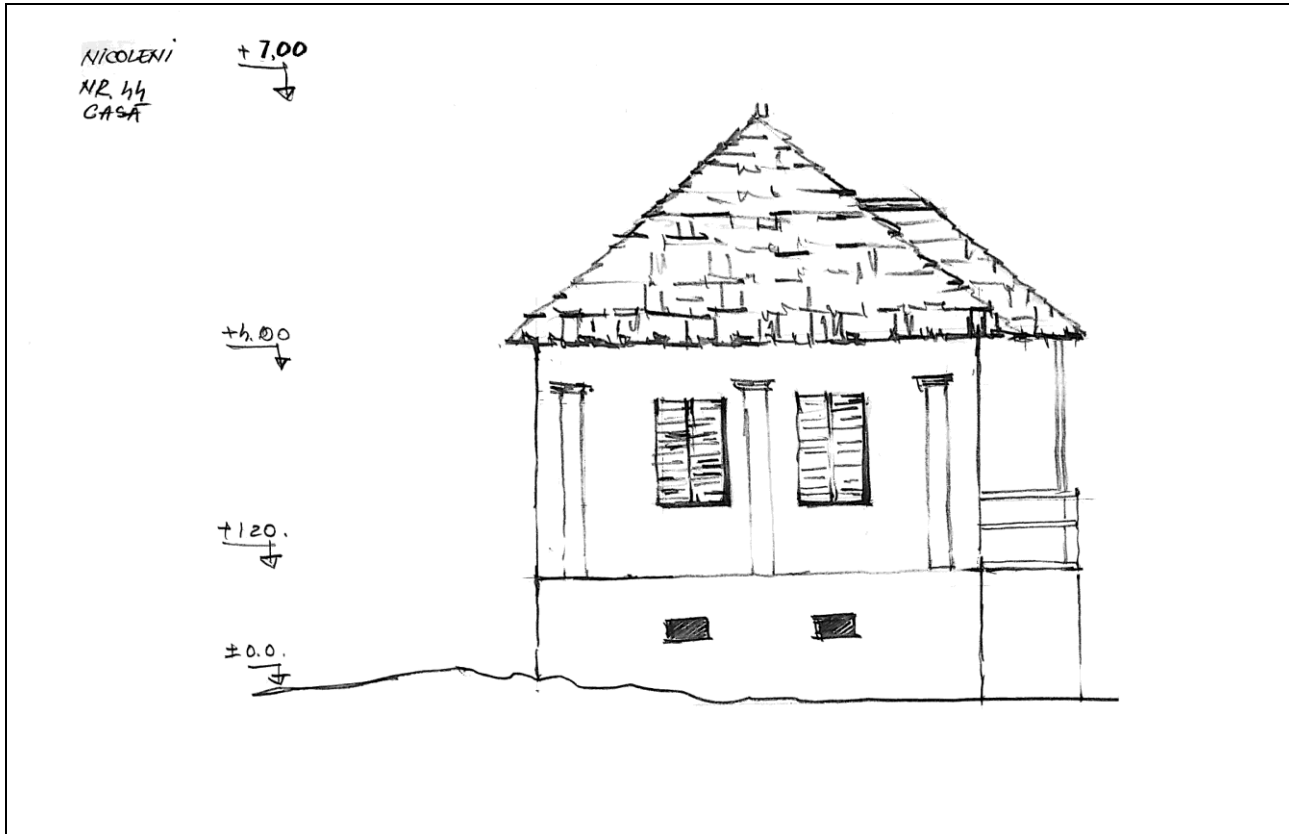 NICOLENI
NR. 44
CASĂ
+ 7,00
+4.00
+120.
±0.0.